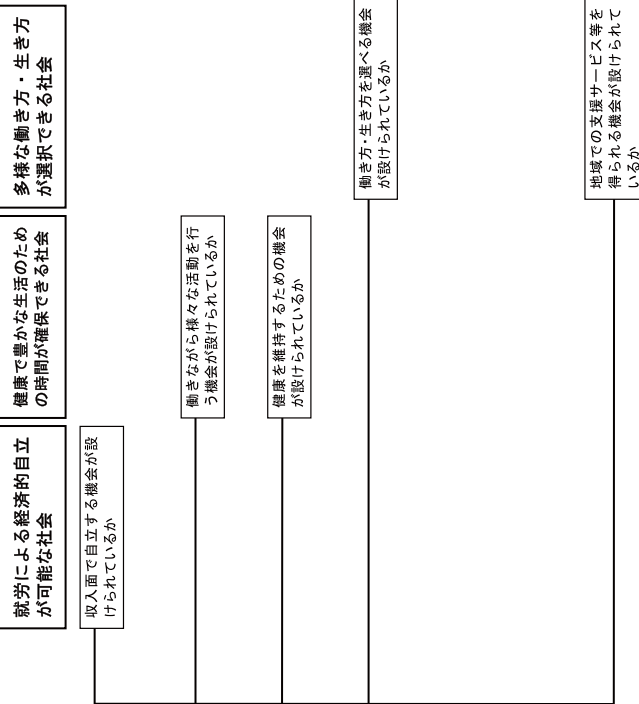 就労による経済的自立
が可能な社会
健康で豊かな生活のため
の時間が確保できる社会
多様な働き方・生き方
が選択できる社会
収入面で自立する機会が設
けられているか
働きながら様々な活動を行
う機会が設けられているか
健康を維持するための機会
が設けられているか
働き方・生き方を選べる機会
が設けられているか
地域での支援サービス等を
得られる機会が設けられて
いるか